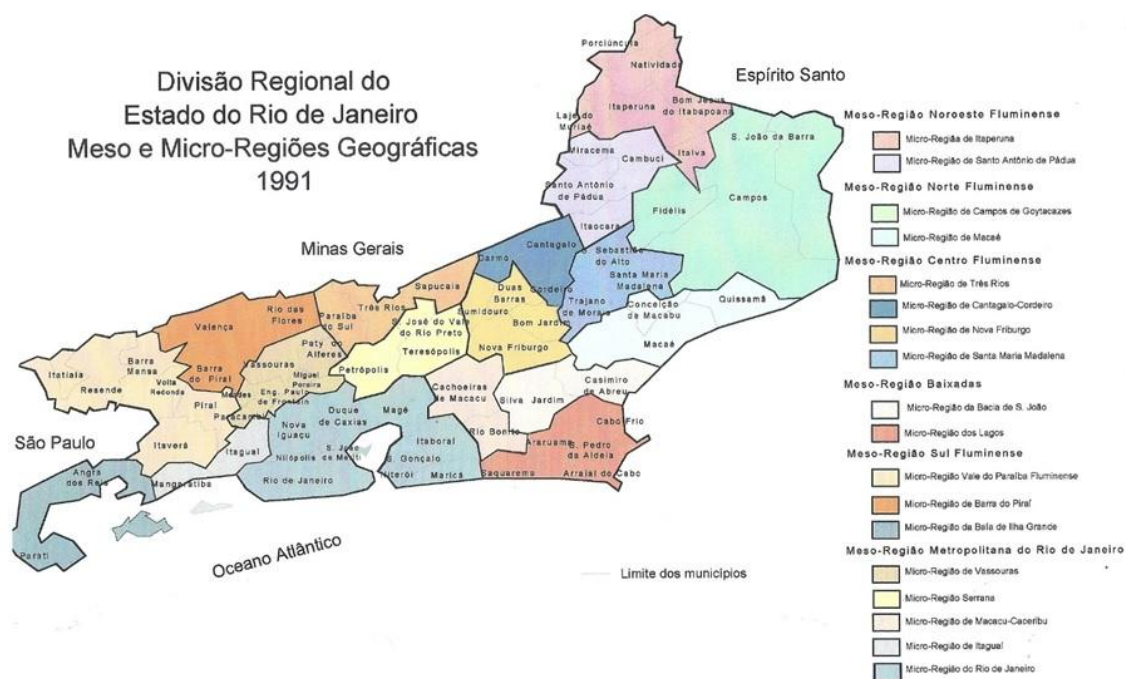 Divisão Regional do
Estado do Rio de Janeiro
Meso e Micro-Regiões Geográficas
1991
Espírito Santo
Minas Gerais
São Paulo
Oceano Atlântico
Limite dos municípios
Porciúncula
Natividade
Itaperuna
Bom Jesus
do Itabapoana
Laje do
Muriaé
Italva
S. João da Barra
Miracema
Cambuci
Santo Antônio
de Pádua
Itaocara
Fidélis
Campos
Cantagalo
Carmo
Cordeiro
S. Sebastião
do Alto
Santa Maria
Madalena
Trajano
de Morais
Conceição
de Macabu
Quissamã
Macaé
Sapucaia
Três Rios
Paraíba
do Sul
Duas
Barras
Sumidouro
Bom Jardim
Nova Friburgo
S. José do Vale
do Rio Preto
Teresópolis
Petrópolis
Rio das
Flores
Valença
Barra
do Piraí
Paty do
Alferes
Vassouras
Miguel
Pereira
Mendes
Eng. Paulo
de Frontin
Paracambi
Itatiaia
Resende
Barra
Mansa
Volta
Redonda
Piraí
Itaverá
Cachoeiras
de Macacu
Rio Bonito
Silva Jardim
Casimiro
de Abreu
Cabo Frio
Araruama
S. Pedro
da Aldeia
Saquarema
Arraial do Cabo
Nova
Iguaçu
Duque
de Caxias
Magé
Itaboraí
Nilópolis
S. João
de Meriti
S. Gonçalo
Niterói
Maricá
Rio de Janeiro
Itaguaí
Mangaratiba
Angra
dos Reis
Parati
Meso-Região Noroeste Fluminense
Micro-Região de Itaperuna
Micro-Região de Santo Antônio de Pádua
Meso-Região Norte Fluminense
Micro-Região de Campos de Goytacazes
Micro-Região de Macaé
Meso-Região Centro Fluminense
Micro-Região de Três Rios
Micro-Região de Cantagalo-Cordeiro
Micro-Região de Nova Friburgo
Micro-Região de Santa Maria Madalena
Meso-Região Baixadas
Micro-Região da Bacia de S. João
Micro-Região dos Lagos
Meso-Região Sul Fluminense
Micro-Região Vale do Paraíba Fluminense
Micro-Região de Barra do Piraí
Micro-Região da Baía de Ilha Grande
Meso-Região Metropolitana do Rio de Janeiro
Micro-Região de Vassouras
Micro-Região Serrana
Micro-Região de Macacu-Caceribu
Micro-Região de Itaguaí
Micro-Região do Rio de Janeiro